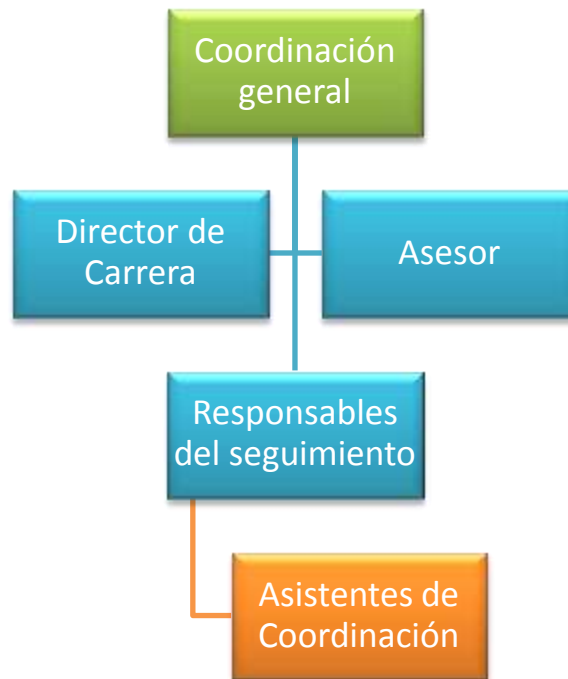 Coordinación
general
Director de
Carrera
Asesor
Responsables
del seguimiento
Asistentes de
Coordinación